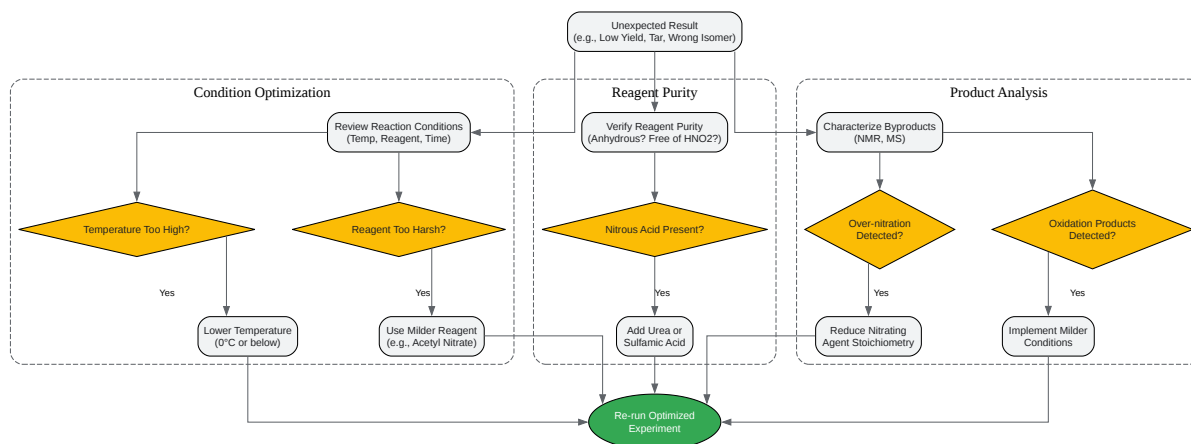 Unexpected Result
(e.g., Low Yield, Tar, Wrong Isomer)
Condition Optimization
Reagent Purity
Product Analysis
Review Reaction Conditions
(Temp, Reagent, Time)
Verify Reagent Purity
(Anhydrous? Free of HNO2?)
Characterize Byproducts
(NMR, MS)
Temperature Too High?
Reagent Too Harsh?
Nitrous Acid Present?
Over-nitration
Detected?
Oxidation Products
Detected?
Yes
Yes
Yes
Yes
Yes
Lower Temperature
(0°C or below)
Use Milder Reagent
(e.g., Acetyl Nitrate)
Add Urea or
Sulfamic Acid
Reduce Nitrating
Agent Stoichiometry
Implement Milder
Conditions
Re-run Optimized
Experiment